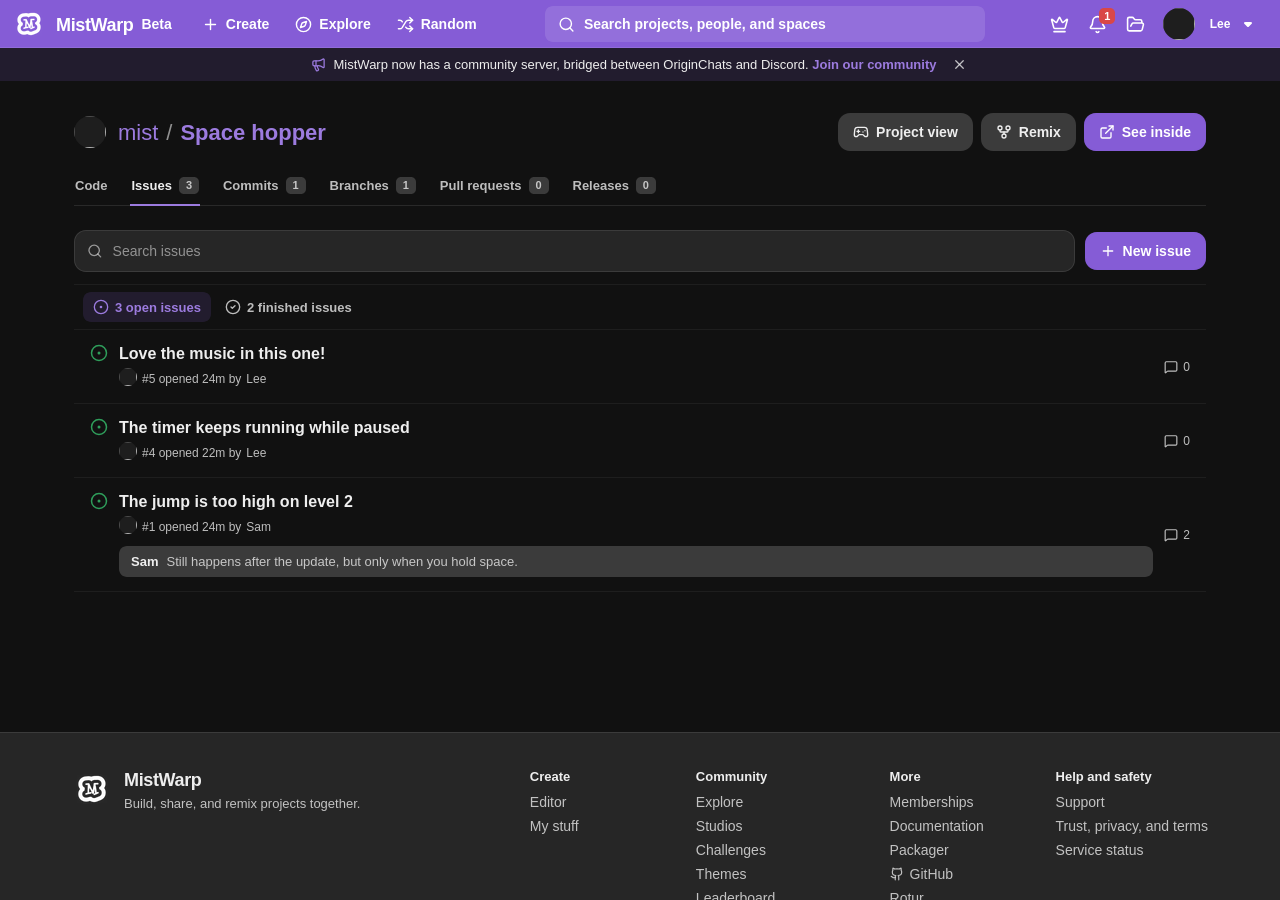 MistWarp Beta Create Explore Random Search projects, people, and spaces 1 Lee
MistWarp now has a community server, bridged between OriginChats and Discord. Join our community
mist / Space hopper Project view Remix See inside
Code Issues 3 Commits 1 Branches 1 Pull requests 0 Releases 0
Search issues New issue
3 open issues 2 finished issues
Love the music in this one!
#5 opened 24m by Lee 0
The timer keeps running while paused
#4 opened 22m by Lee 0
The jump is too high on level 2
#1 opened 24m by Sam 2
Sam Still happens after the update, but only when you hold space.
MistWarp
Build, share, and remix projects together.
Create
Editor
My stuff
Community
Explore
Studios
Challenges
Themes
Leaderboard
More
Memberships
Documentation
Packager
GitHub
Rotur
Help and safety
Support
Trust, privacy, and terms
Service status